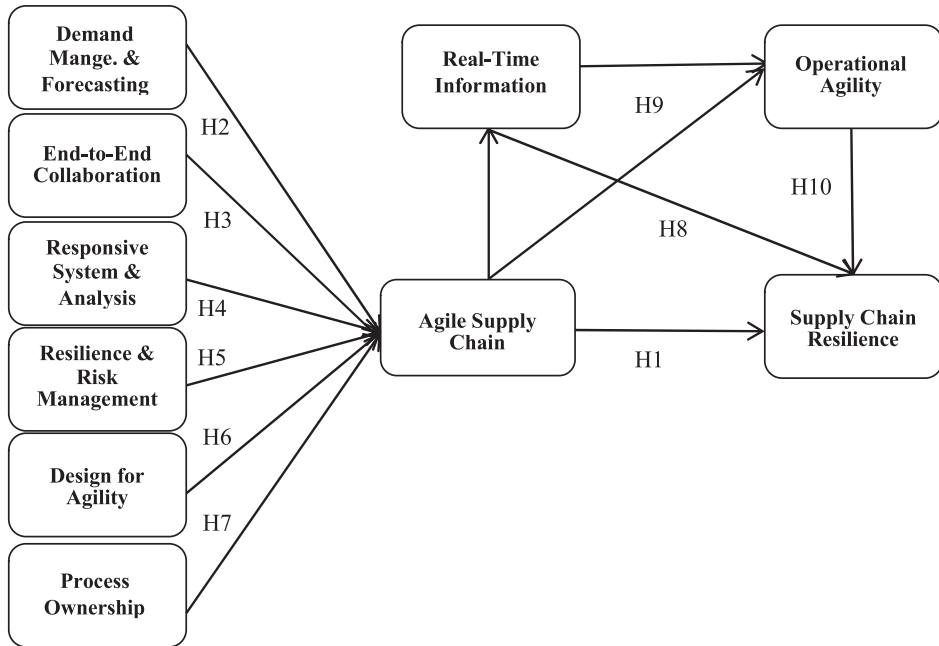 Demand
Mange. &
Forecasting
H2
End-to-End
Collaboration
H3
Responsive
System &
Analysis
H4
Resilience &
Risk
Management
H5
H6
Design for
Agility
H7
Process
Ownership
Real-Time
Information
H9
Operational
Agility
H8
H10
Agile Supply
Chain
H1
Supply Chain
Resilience